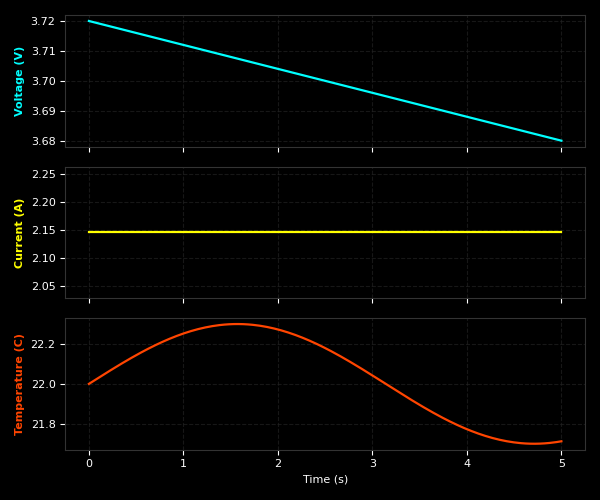 Voltage (V)
3.72
3.71
3.70
3.69
3.68
Current (A)
2.25
2.20
2.15
2.10
2.05
Temperature (C)
22.2
22.0
21.8
0 1 2 3 4 5
Time (s)